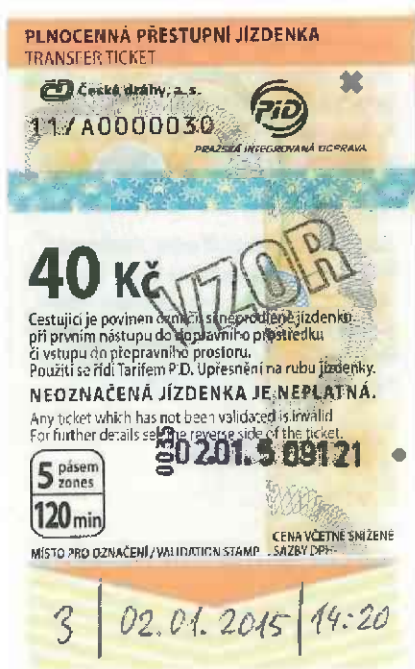 PLNOCENNÁ PŘESTUPNÍ JÍZDENKA
TRANSFER TICKET
České dráhy, a. s.
11/A0000030
PID
PRAŽSKÁ INTEGROVANÁ DOPRAVA
VZOR
40 Kč
Cestující je povinen označit si neprodleně jízdenku
při prvním nástupu do dopravního prostředku
či vstupu do přepravního prostoru.
Použití se řídí Tarifem PID. Upřesnění na rubu jízdenky.
NEOZNAČENÁ JÍZDENKA JE NEPLATNÁ.
Any ticket which has not been validated is invalid
For further details see the reverse side of the ticket.
02.01.5 09121
5 pásem
zones
120 min
CENA VČETNĚ SNÍŽENÉ
SAZBY DPH
MÍSTO PRO OZNAČENÍ / VALIDATION STAMP
3 | 02.01.2015 | 14:20